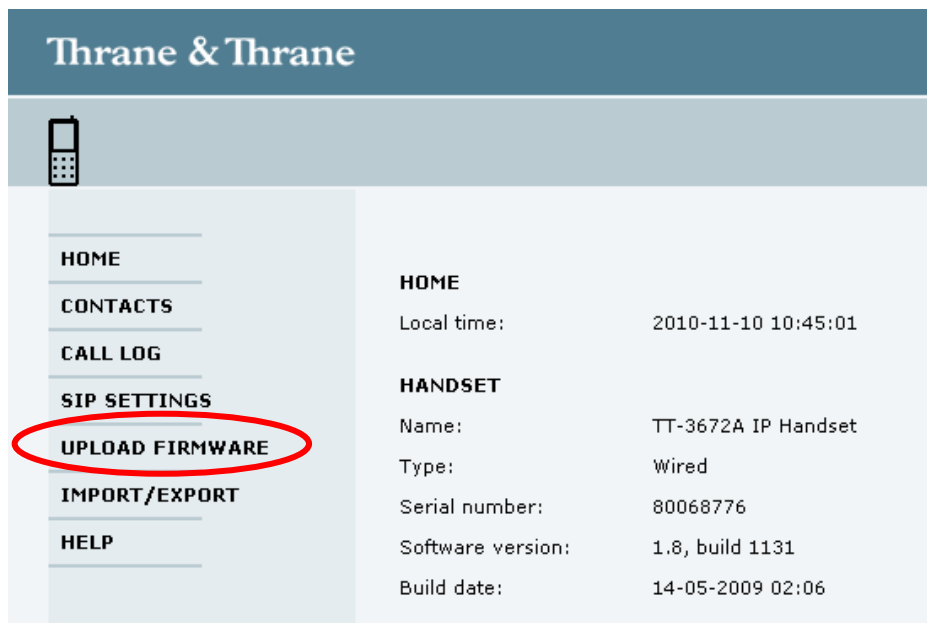 Thrane & Thrane
HOME
CONTACTS
CALL LOG
SIP SETTINGS
UPLOAD FIRMWARE
IMPORT/EXPORT
HELP
HOME
Local time: 2010-11-10 10:45:01
HANDSET
Name: TT-3672A IP Handset
Type: Wired
Serial number: 80068776
Software version: 1.8, build 1131
Build date: 14-05-2009 02:06